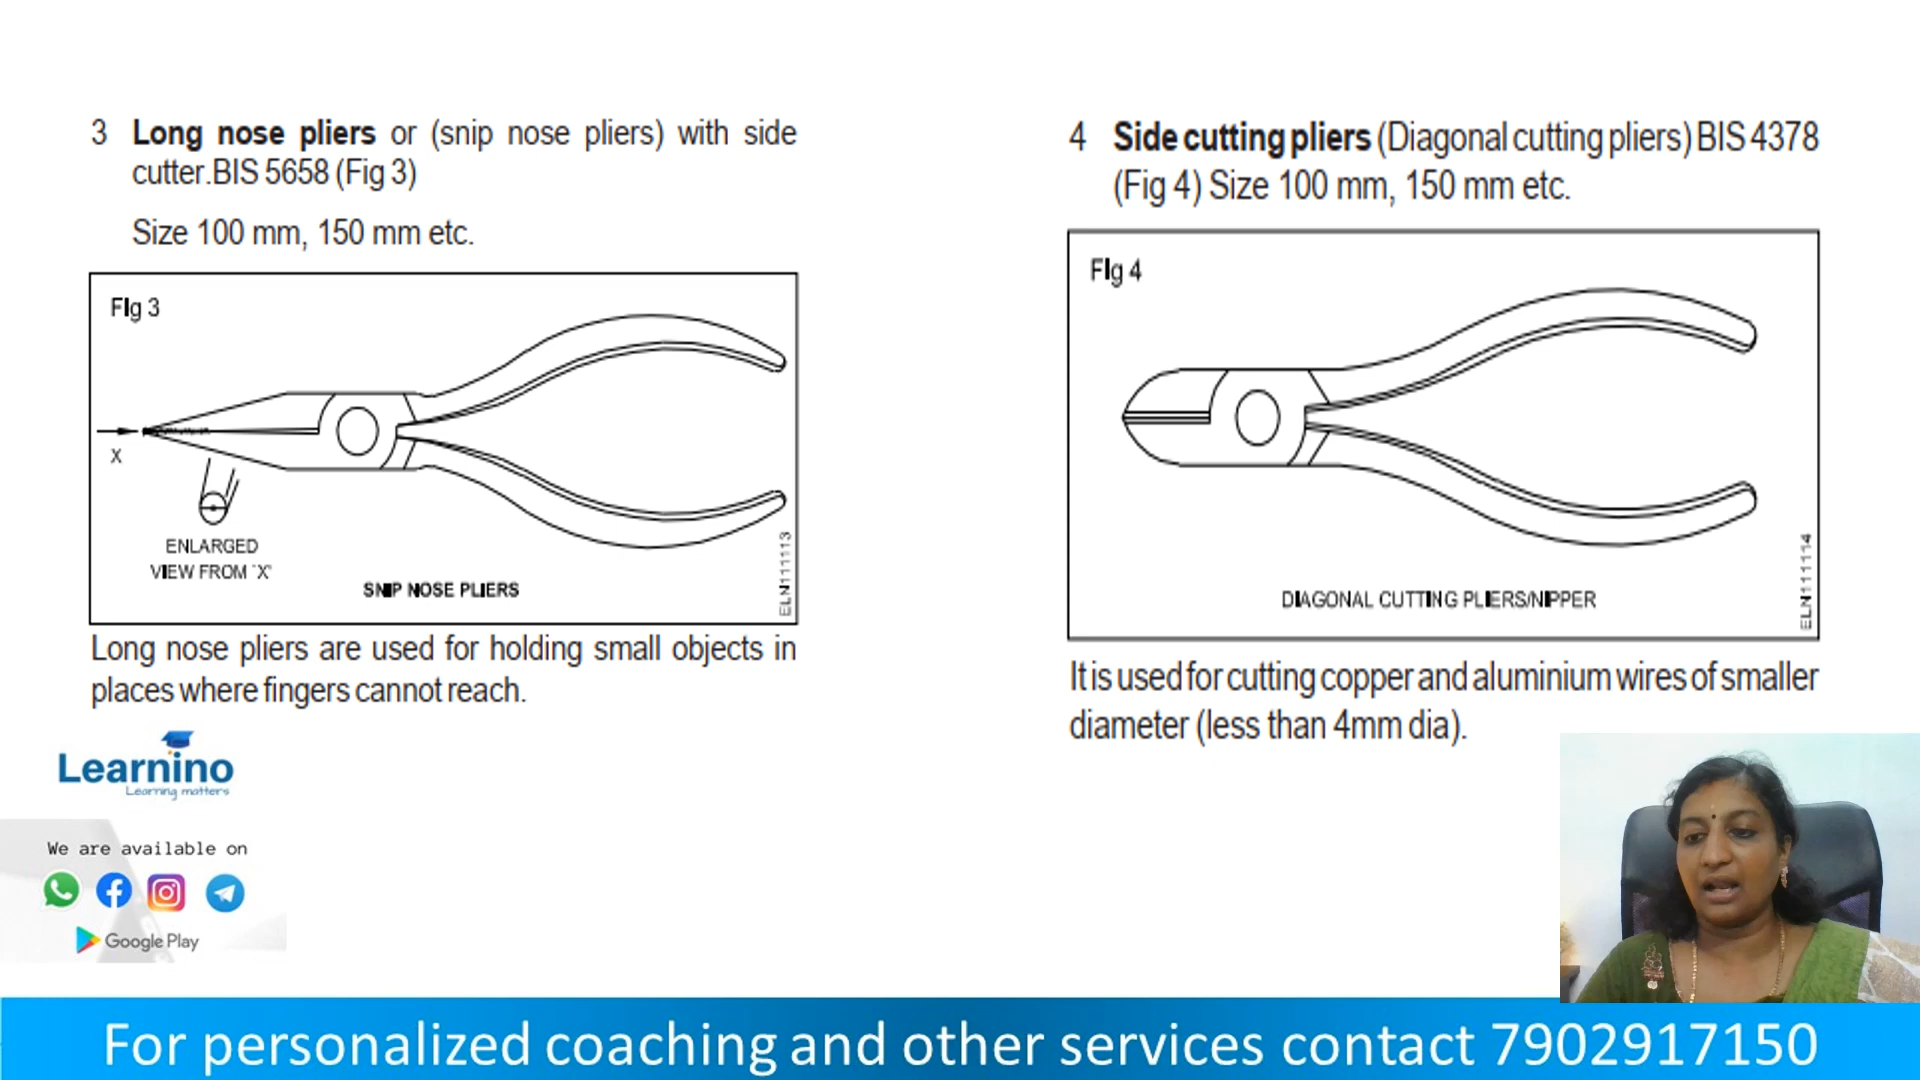 3 Long nose pliers or (snip nose pliers) with side
cutter.BIS 5658 (Fig 3)
Size 100 mm, 150 mm etc.
FIg 3
X
ENLARGED
VIEW FROM 'X'
SNIP NOSE PLIERS
ELN111113
Long nose pliers are used for holding small objects in
places where fingers cannot reach.
4 Side cutting pliers (Diagonal cutting pliers) BIS 4378
(Fig 4) Size 100 mm, 150 mm etc.
FIg 4
DIAGONAL CUTTING PLIERS/NIPPER
ELN111114
It is used for cutting copper and aluminium wires of smaller
diameter (less than 4mm dia).
Learnino
Learning matters
We are available on
Google Play
For personalized coaching and other services contact 7902917150